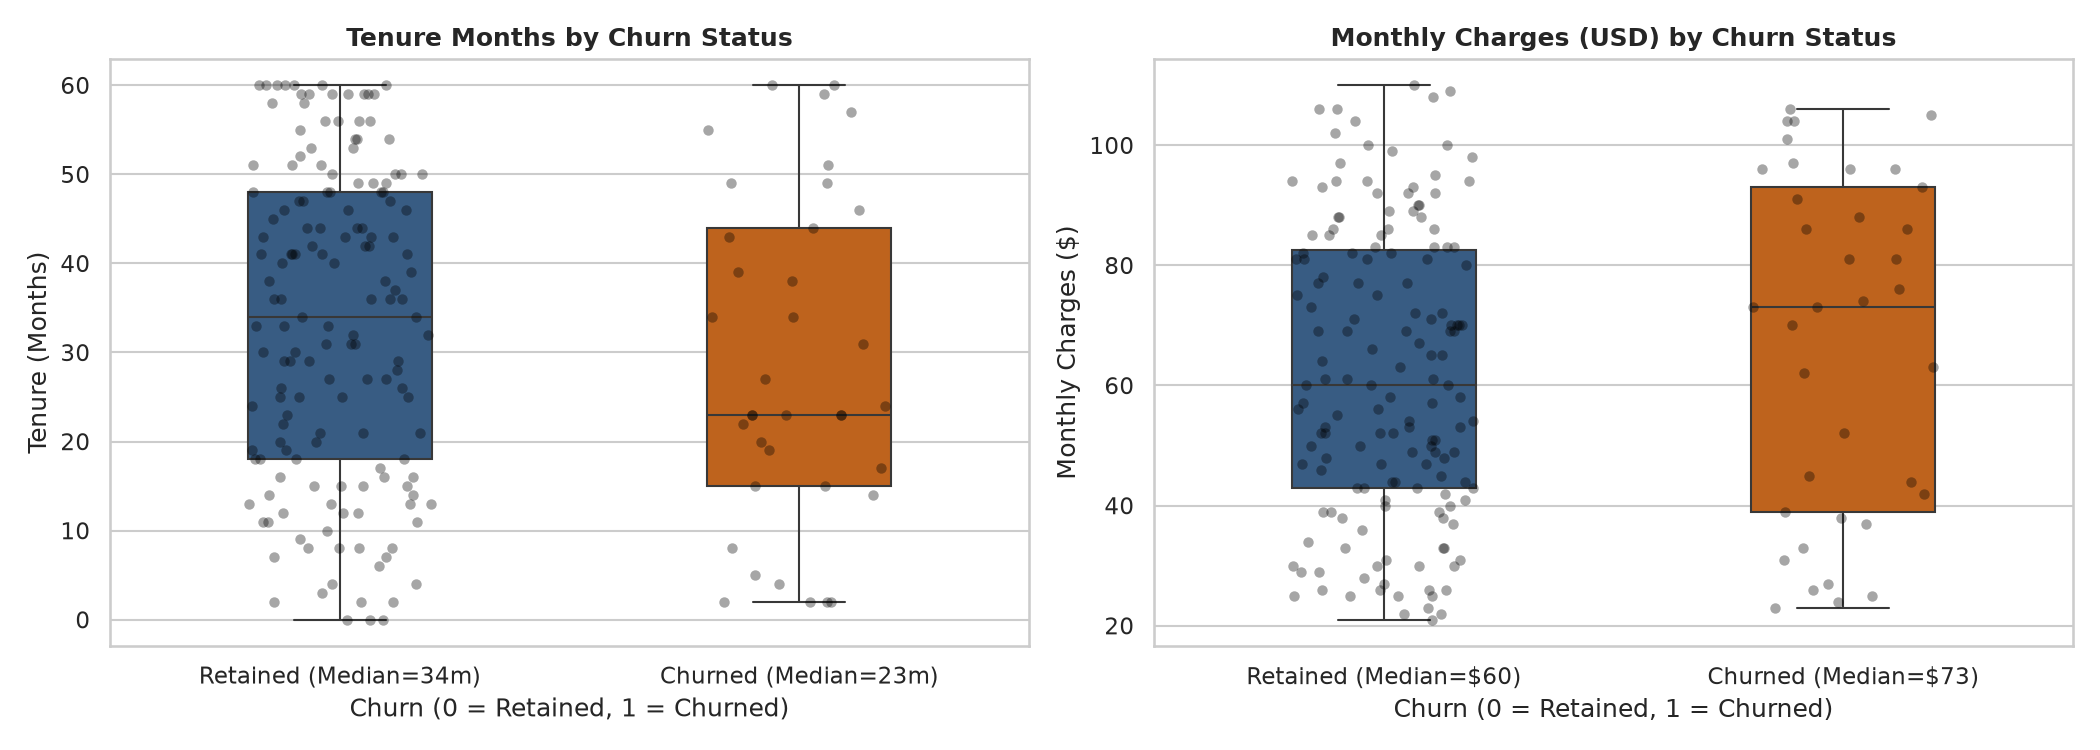 Tenure Months by Churn Status
Tenure (Months)
60
50
40
30
20
10
0
Retained (Median=34m)
Churned (Median=23m)
Churn (0 = Retained, 1 = Churned)
Monthly Charges (USD) by Churn Status
Monthly Charges ($)
100
80
60
40
20
Retained (Median=$60)
Churned (Median=$73)
Churn (0 = Retained, 1 = Churned)